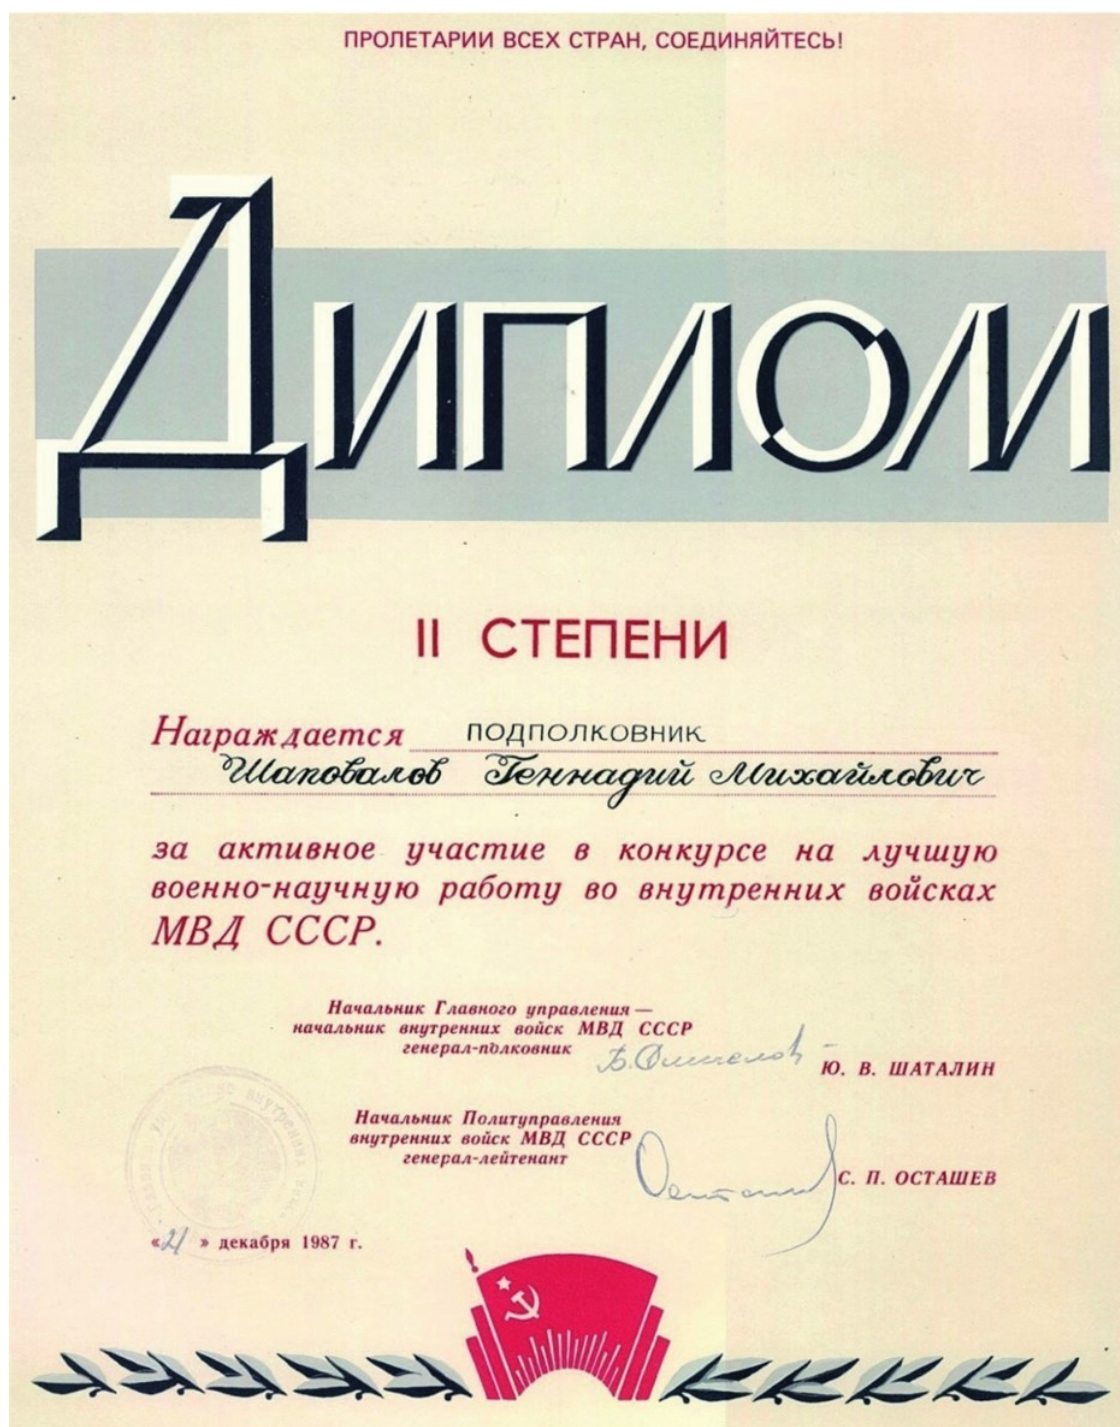 ПРОЛЕТАРИИ ВСЕХ СТРАН, СОЕДИНЯЙТЕСЬ!
ДИПЛОМ
II СТЕПЕНИ
Награждается ПОДПОЛКОВНИК
Шаповалов Геннадий Михайлович
за активное участие в конкурсе на лучшую
военно-научную работу во внутренних войсках
МВД СССР.
Начальник Главного управления —
начальник внутренних войск МВД СССР
генерал-полковник
Ю. В. ШАТАЛИН
Начальник Политуправления
внутренних войск МВД СССР
генерал-лейтенант
С. П. ОСТАШЕВ
«21» декабря 1987 г.